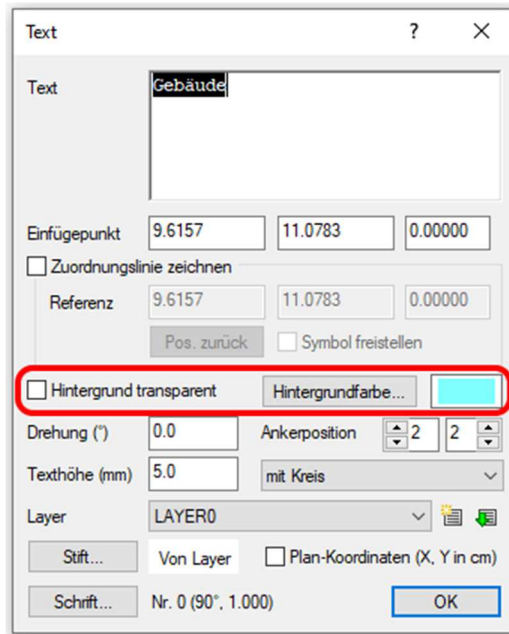 Text ?
Text
Gebäude
Einfügepunkt 9.6157 11.0783 0.00000
Zuordnungslinie zeichnen
Referenz 9.6157 11.0783 0.00000
Pos. zurück Symbol freistellen
Hintergrund transparent Hintergrundfarbe...
Drehung (°) 0.0 Ankerposition 2 2
Texthöhe (mm) 5.0 mit Kreis
Layer LAYER0
Stift... Von Layer Plan-Koordinaten (X, Y in cm)
Schrift... Nr. 0 (90°, 1.000) OK